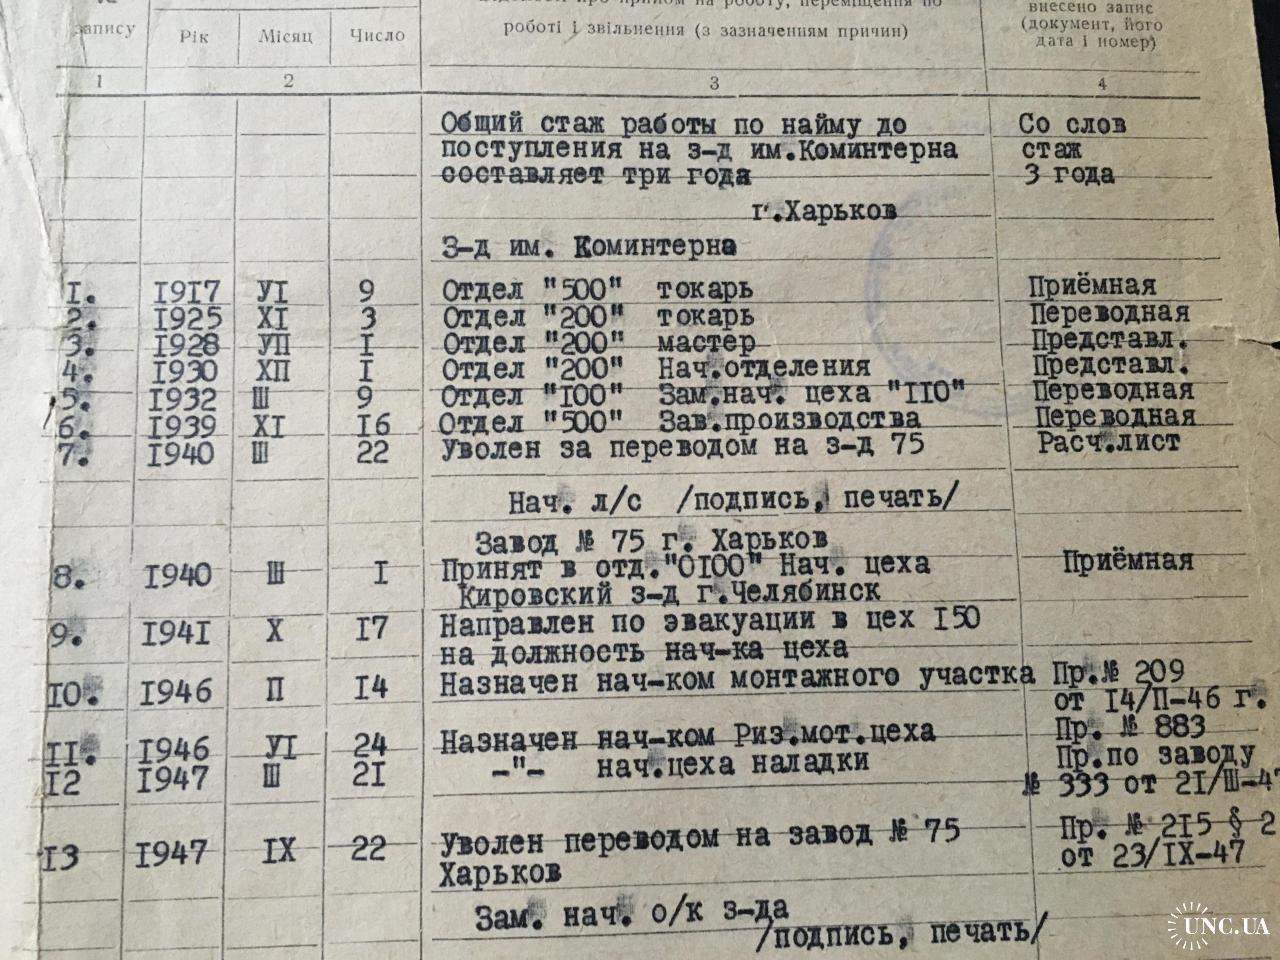 запису
Рік Місяц Число
роботі і звільнення (з зазначенням причин)
внесено запис
(документ, його
дата і номер)
1 2 3 4
Общий стаж работы по найму до Со слов
поступления на з-д им.Коминтерна стаж
составляет три года 3 года
г.Харьков
З-д им. Коминтерна
I. I9I7 УI 9 Отдел "500" токарь Приёмная
2. I925 XI 3 Отдел "200" токарь Переводная
3. I928 УП I Отдел "200" мастер Представл.
4. I930 ХП I Отдел "200" Нач.отделения Представл.
5. I932 Ш 9 Отдел "I00" Зам.нач. цеха "II0" Переводная
6. I939 XI I6 Отдел "500" Зав.производства Переводная
7. I940 Ш 22 Уволен за переводом на з-д 75 Расч.лист
Нач. л/с /подпись, печать/
Завод № 75 г. Харьков
8. I940 Ш I Принят в отд."0I00" Нач. цеха Приёмная
Кировский з-д г.Челябинск
9. I94I X I7 Направлен по эвакуации в цех I50
на должность нач-ка цеха
I0. I946 П I4 Назначен нач-ком монтажного участка Пр.№ 209
от I4/П-46 г.
II. I946 УI 24 Назначен нач-ком Риз.мот.цеха Пр. № 883
I2 I947 Ш 2I -"- нач.цеха наладки Пр.по заводу
№ 333 от 2I/Ш-47
I3 I947 IX 22 Уволен переводом на завод № 75 Пр. № 2I5 § 2
Харьков от 23/IX-47
Зам. нач. о/к з-да
/подпись, печать/
UNC.UA